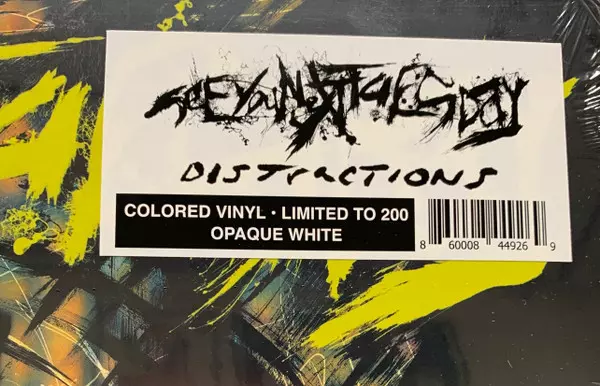 SEEYOUNEXTTUESDAY
DISTrACTIONS
COLORED VINYL • LIMITED TO 200
OPAQUE WHITE
8 60008 44926 9